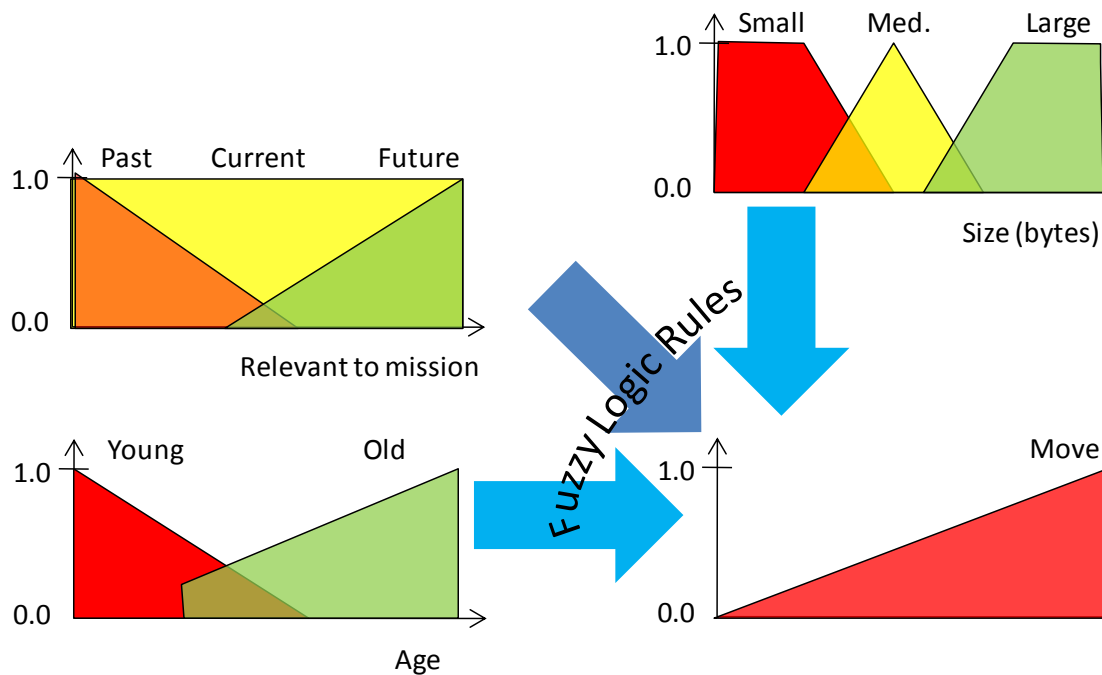 Small Med. Large
1.0
0.0
Size (bytes)
Past Current Future
1.0
0.0
Relevant to mission
Fuzzy Logic Rules
Young Old
1.0
0.0
Age
Move
1.0
0.0